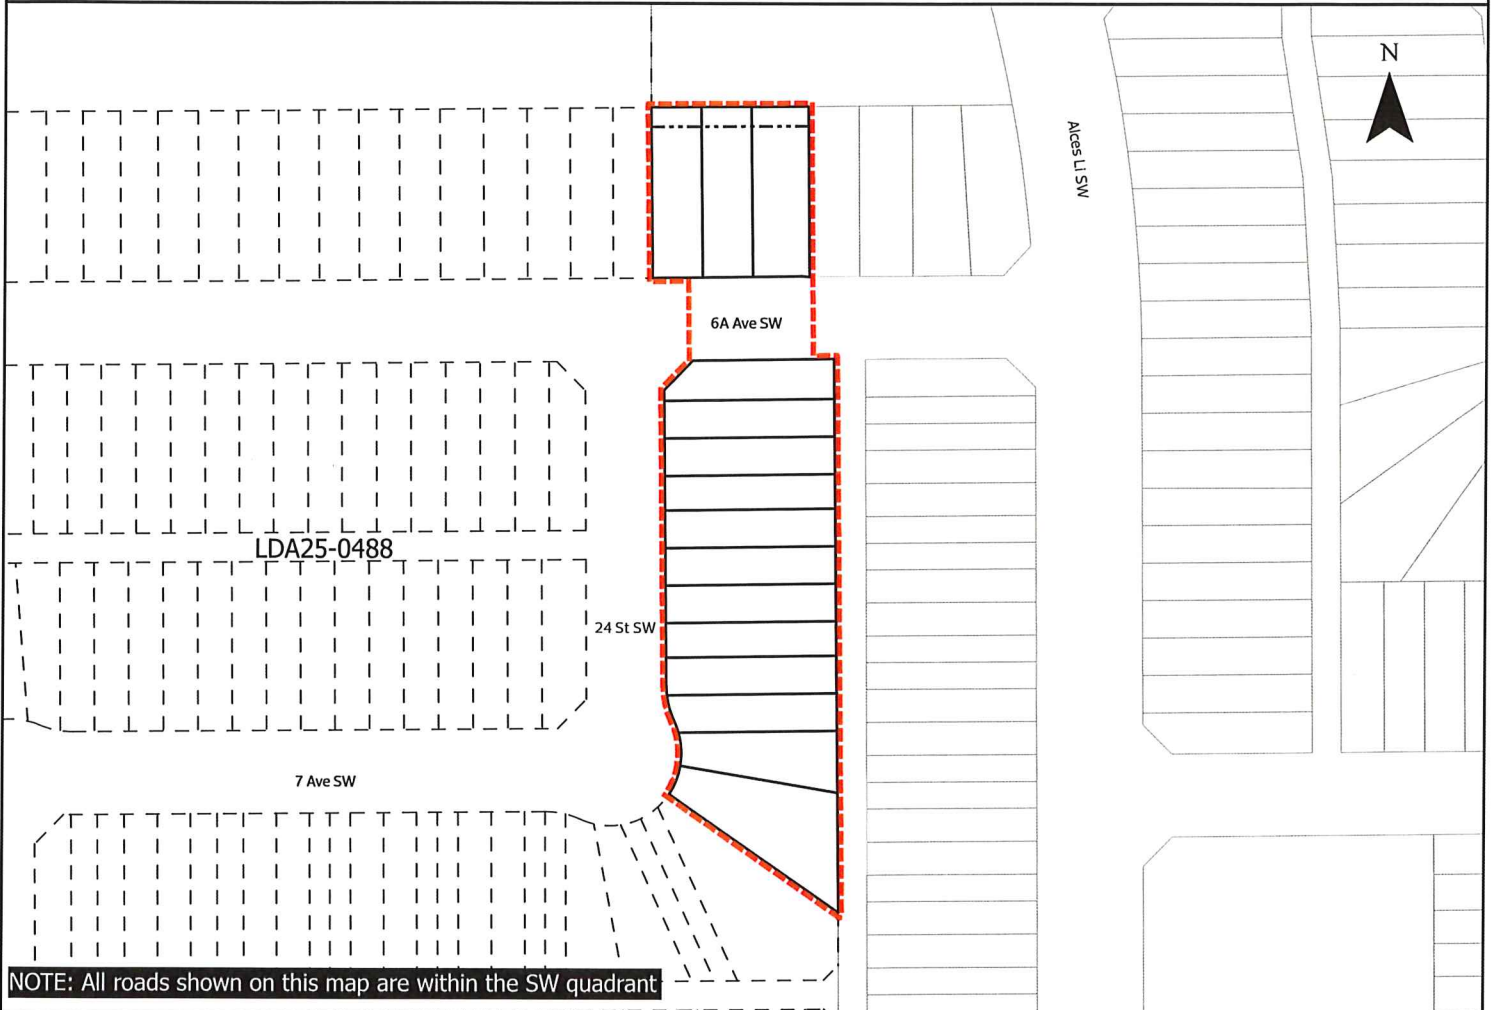 N
Alces Li SW
6A Ave SW
LDA25-0488
24 St SW
7 Ave SW
NOTE: All roads shown on this map are within the SW quadrant